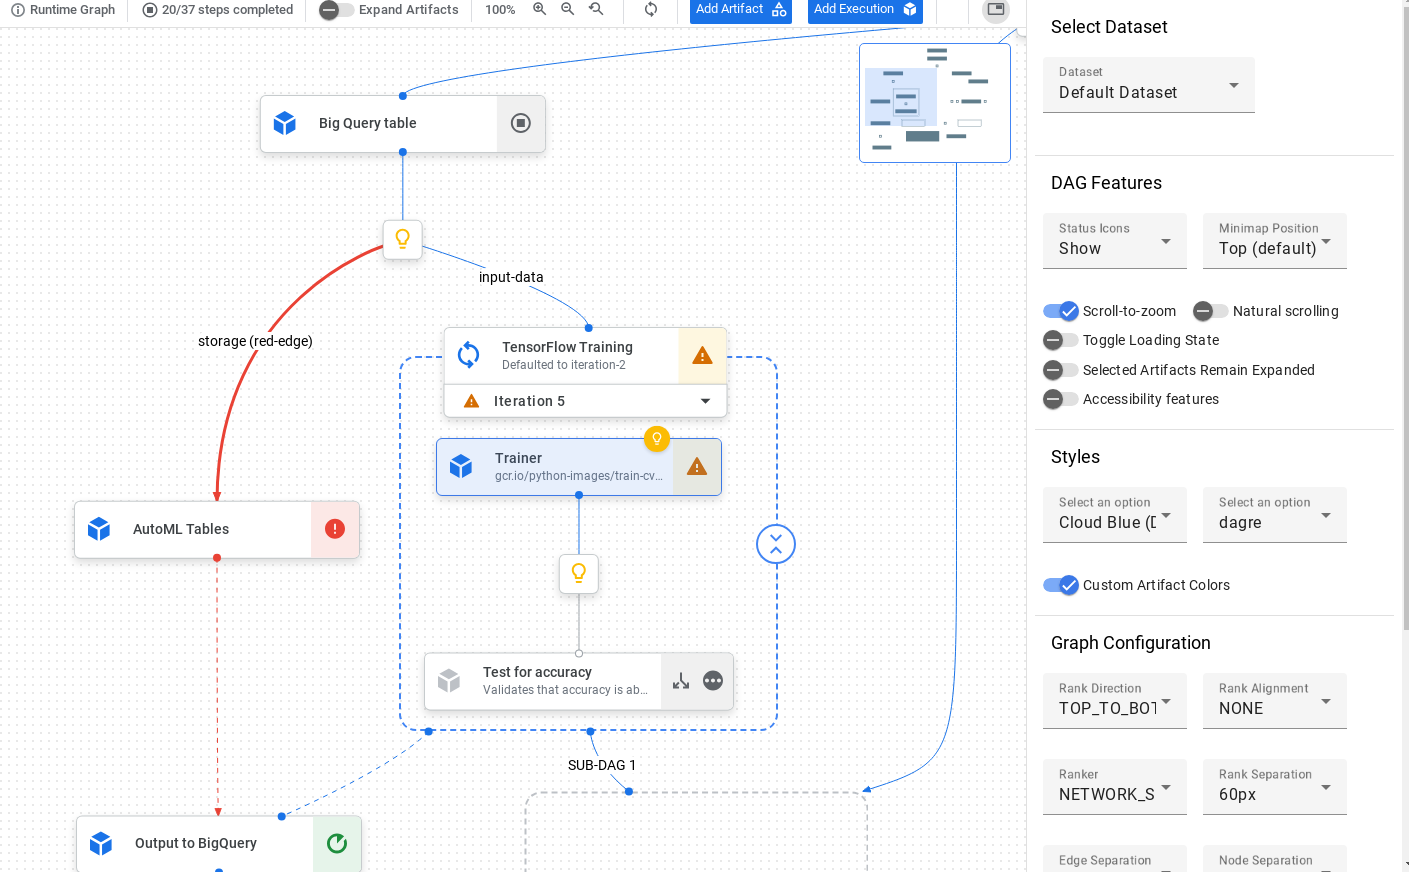 Runtime Graph
20/37 steps completed
Expand Artifacts
100%
Add Artifact
Add Execution
Big Query table
input-data
storage (red-edge)
TensorFlow Training
Defaulted to iteration-2
Iteration 5
Trainer
gcr.io/python-images/train-cv...
AutoML Tables
Test for accuracy
Validates that accuracy is ab...
SUB-DAG 1
Output to BigQuery
Select Dataset
Dataset
Default Dataset
DAG Features
Status Icons
Show
Minimap Position
Top (default)
Scroll-to-zoom
Natural scrolling
Toggle Loading State
Selected Artifacts Remain Expanded
Accessibility features
Styles
Select an option
Cloud Blue (D
Select an option
dagre
Custom Artifact Colors
Graph Configuration
Rank Direction
TOP_TO_BOT
Rank Alignment
NONE
Ranker
NETWORK_S
Rank Separation
60px
Edge Separation
Node Separation